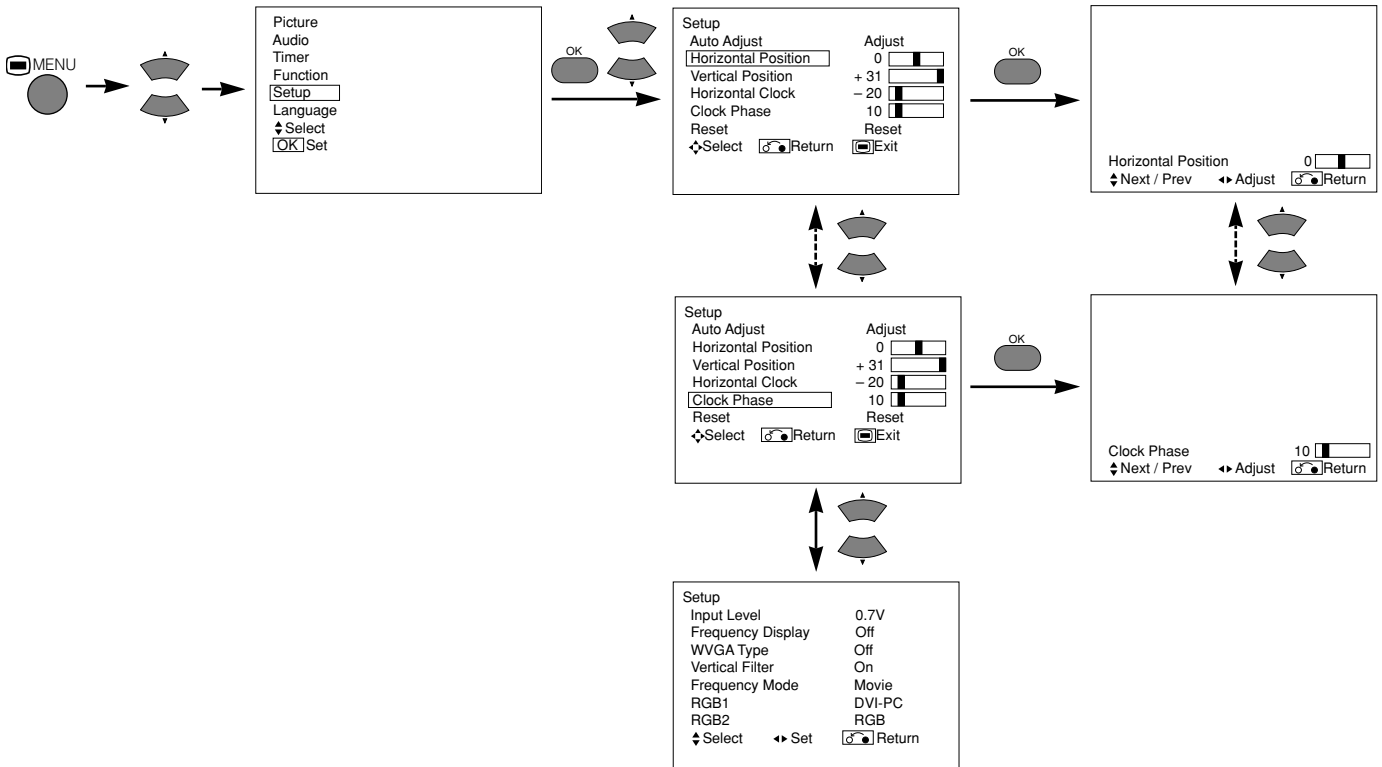 MENU
Picture
Audio
Timer
Function
Setup
Language
Select
OK Set
OK
Setup
Auto Adjust Adjust
Horizontal Position 0
Vertical Position + 31
Horizontal Clock – 20
Clock Phase 10
Reset Reset
Select Return Exit
OK
Horizontal Position 0
Next / Prev Adjust Return
Setup
Auto Adjust Adjust
Horizontal Position 0
Vertical Position + 31
Horizontal Clock – 20
Clock Phase 10
Reset Reset
Select Return Exit
OK
Clock Phase 10
Next / Prev Adjust Return
Setup
Input Level 0.7V
Frequency Display Off
WVGA Type Off
Vertical Filter On
Frequency Mode Movie
RGB1 DVI-PC
RGB2 RGB
Select Set Return